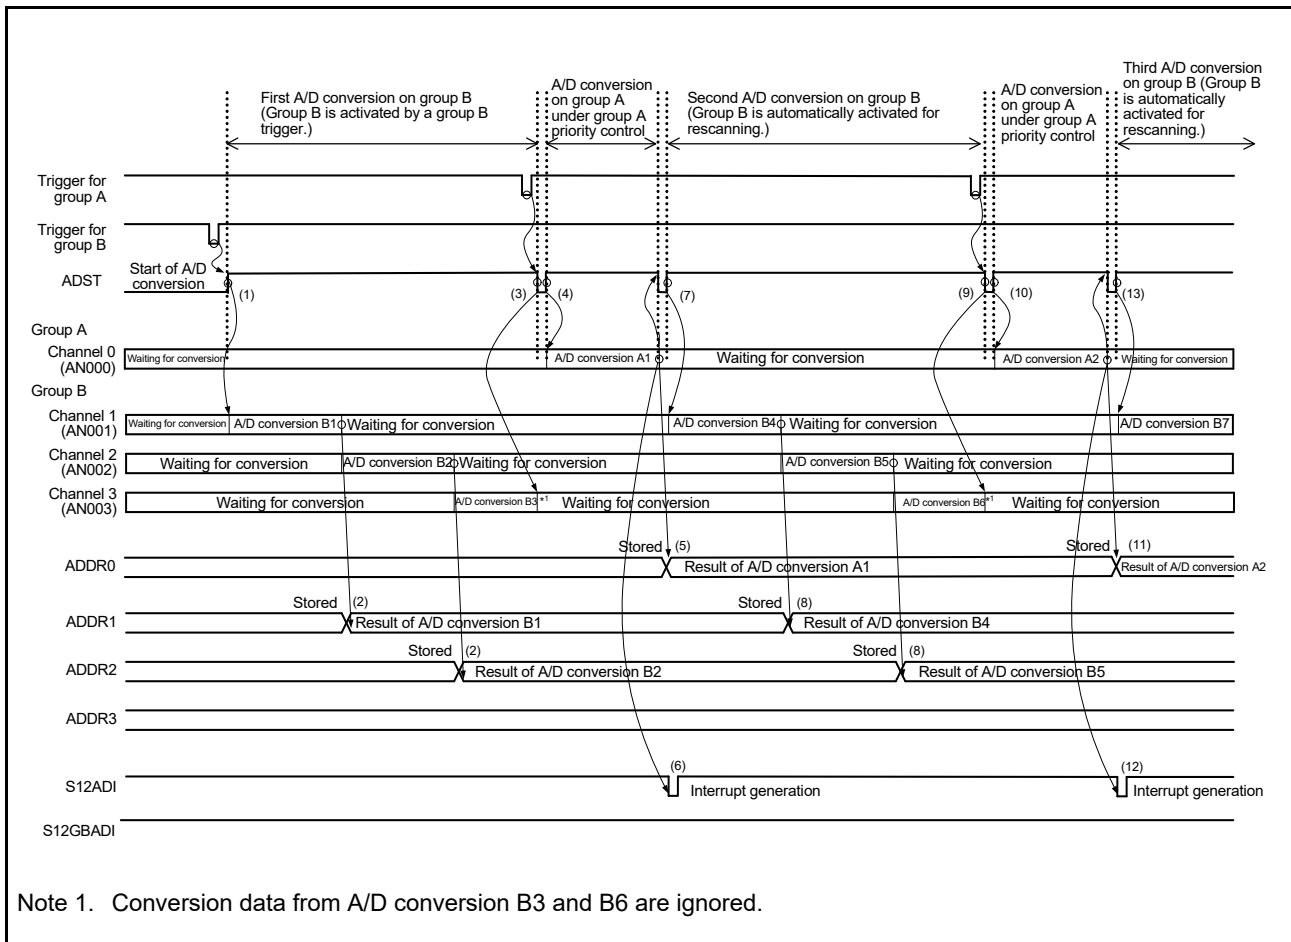 First A/D conversion on group B
(Group B is activated by a group B
trigger.)
A/D conversion
on group A
under group A
priority control
Second A/D conversion on group B
(Group B is automatically activated for
rescanning.)
A/D conversion
on group A
under group A
priority control
Third A/D conversion
on group B (Group B
is automatically
activated for
rescanning.)
Trigger for
group A
Trigger for
group B
ADST
Start of A/D
conversion
(1)
(3)
(4)
(7)
(9)
(10)
(13)
Group A
Channel 0
(AN000)
Waiting for conversion
A/D conversion A1
Waiting for conversion
A/D conversion A2
Waiting for conversion
Group B
Channel 1
(AN001)
Waiting for conversion
A/D conversion B1
Waiting for conversion
A/D conversion B4
Waiting for conversion
A/D conversion B7
Channel 2
(AN002)
Waiting for conversion
A/D conversion B2
Waiting for conversion
A/D conversion B5
Waiting for conversion
Channel 3
(AN003)
Waiting for conversion
A/D conversion B3 *1
Waiting for conversion
A/D conversion B6*1
Waiting for conversion
ADDR0
Stored (5)
Result of A/D conversion A1
Stored (11)
Result of A/D conversion A2
ADDR1
Stored (2)
Result of A/D conversion B1
Stored (8)
Result of A/D conversion B4
ADDR2
Stored (2)
Result of A/D conversion B2
Stored (8)
Result of A/D conversion B5
ADDR3
S12ADI
(6)
Interrupt generation
(12)
Interrupt generation
S12GBADI
Note 1. Conversion data from A/D conversion B3 and B6 are ignored.